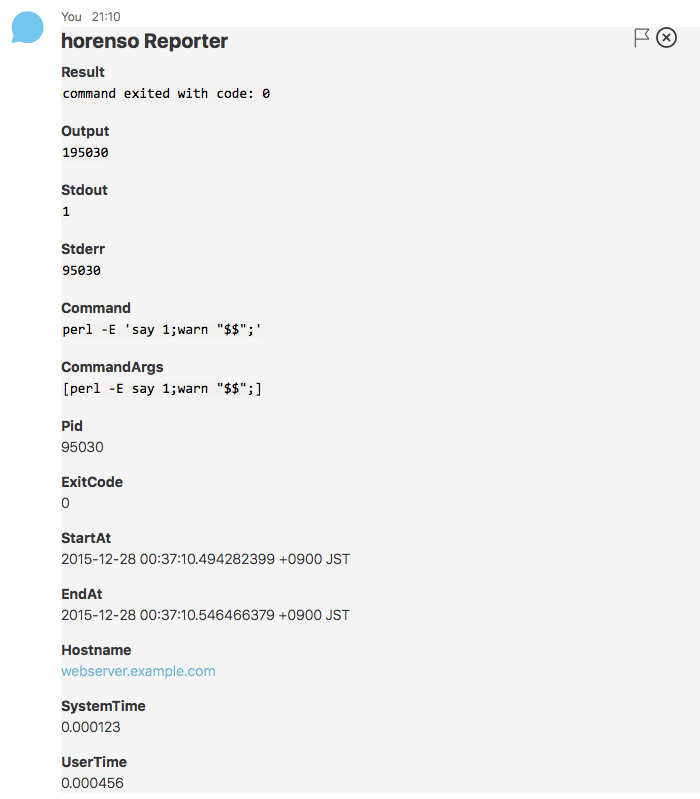 You 21:10
horenso Reporter
Result
command exited with code: 0
Output
195030
Stdout
1
Stderr
95030
Command
perl -E 'say 1;warn "$$";'
CommandArgs
[perl -E say 1;warn "$$";]
Pid
95030
ExitCode
0
StartAt
2015-12-28 00:37:10.494282399 +0900 JST
EndAt
2015-12-28 00:37:10.546466379 +0900 JST
Hostname
webserver.example.com
SystemTime
0.000123
UserTime
0.000456